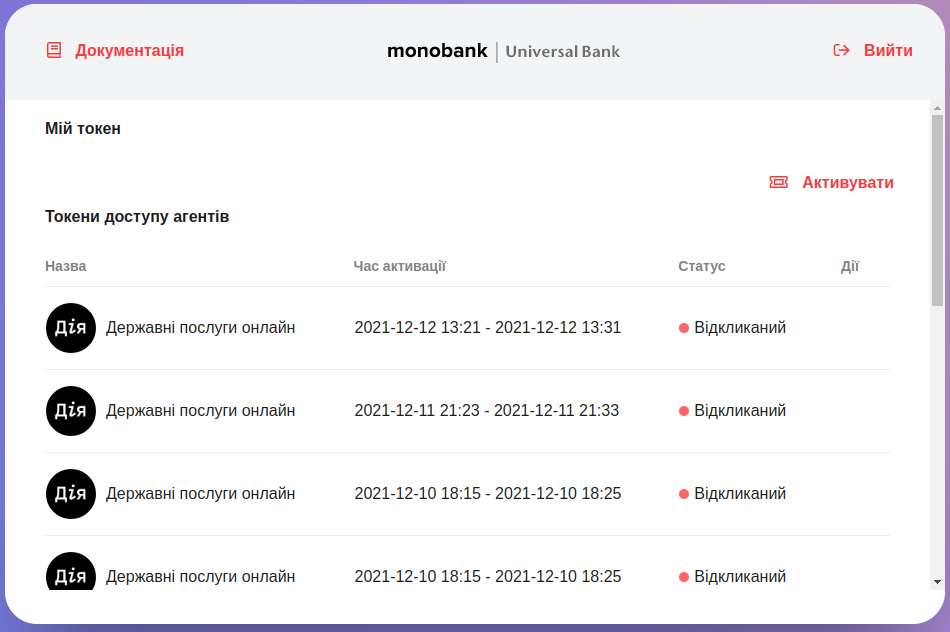 Документація monobank | Universal Bank Вийти
Мій токен
Активувати
Токени доступу агентів
Назва Час активації Статус Дії
Дія Державні послуги онлайн 2021-12-12 13:21 - 2021-12-12 13:31 Відкликаний
Дія Державні послуги онлайн 2021-12-11 21:23 - 2021-12-11 21:33 Відкликаний
Дія Державні послуги онлайн 2021-12-10 18:15 - 2021-12-10 18:25 Відкликаний
Дія Державні послуги онлайн 2021-12-10 18:15 - 2021-12-10 18:25 Відкликаний